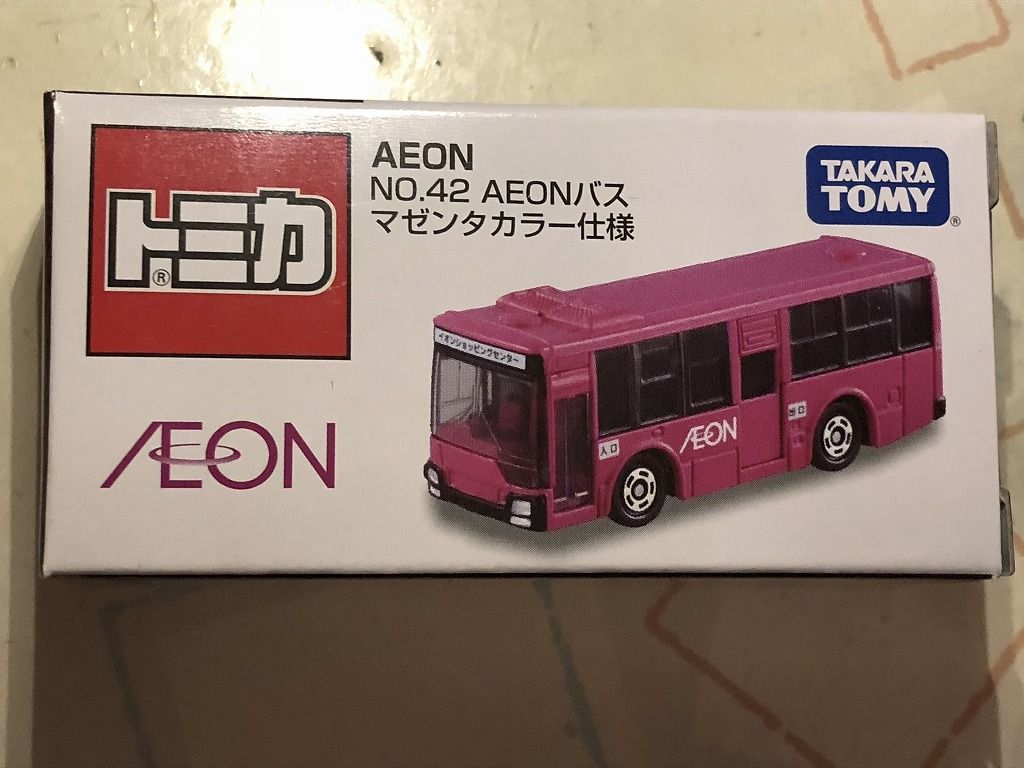 トミカ
®
AEON
NO.42 AEONバス
マゼンタカラー仕様
TAKARA
TOMY
®
AEON
イオンショッピングセンター
入口
AEON
出口